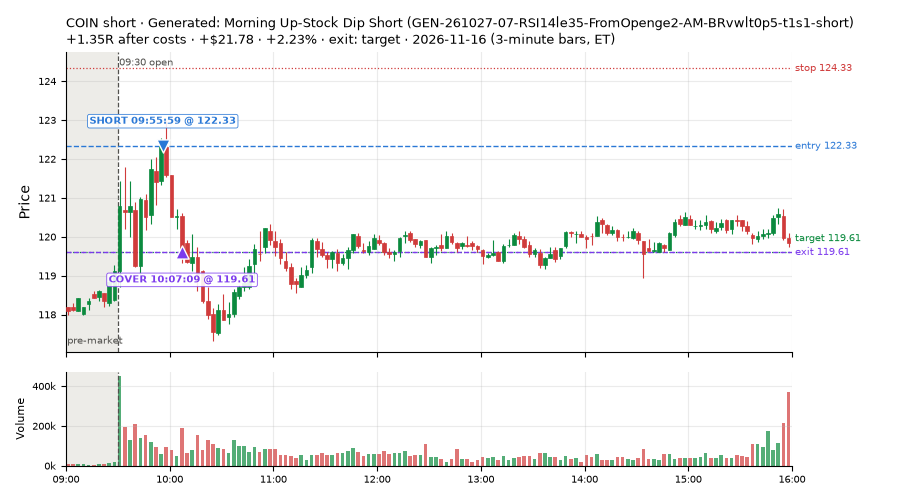 COIN short · Generated: Morning Up-Stock Dip Short (GEN-261027-07-RSI14le35-FromOpenge2-AM-BRvwlt0p5-t1s1-short)
+1.35R after costs · +$21.78 · +2.23% · exit: target · 2026-11-16 (3-minute bars, ET)
09:30 open
stop 124.33
124
SHORT 09:55:59 @ 122.33
123
entry 122.33
122
121
Price
120
target 119.61
exit 119.61
119
COVER 10:07:09 @ 119.61
118
pre-market
Volume
400k
200k
0k
09:00
10:00
11:00
12:00
13:00
14:00
15:00
16:00